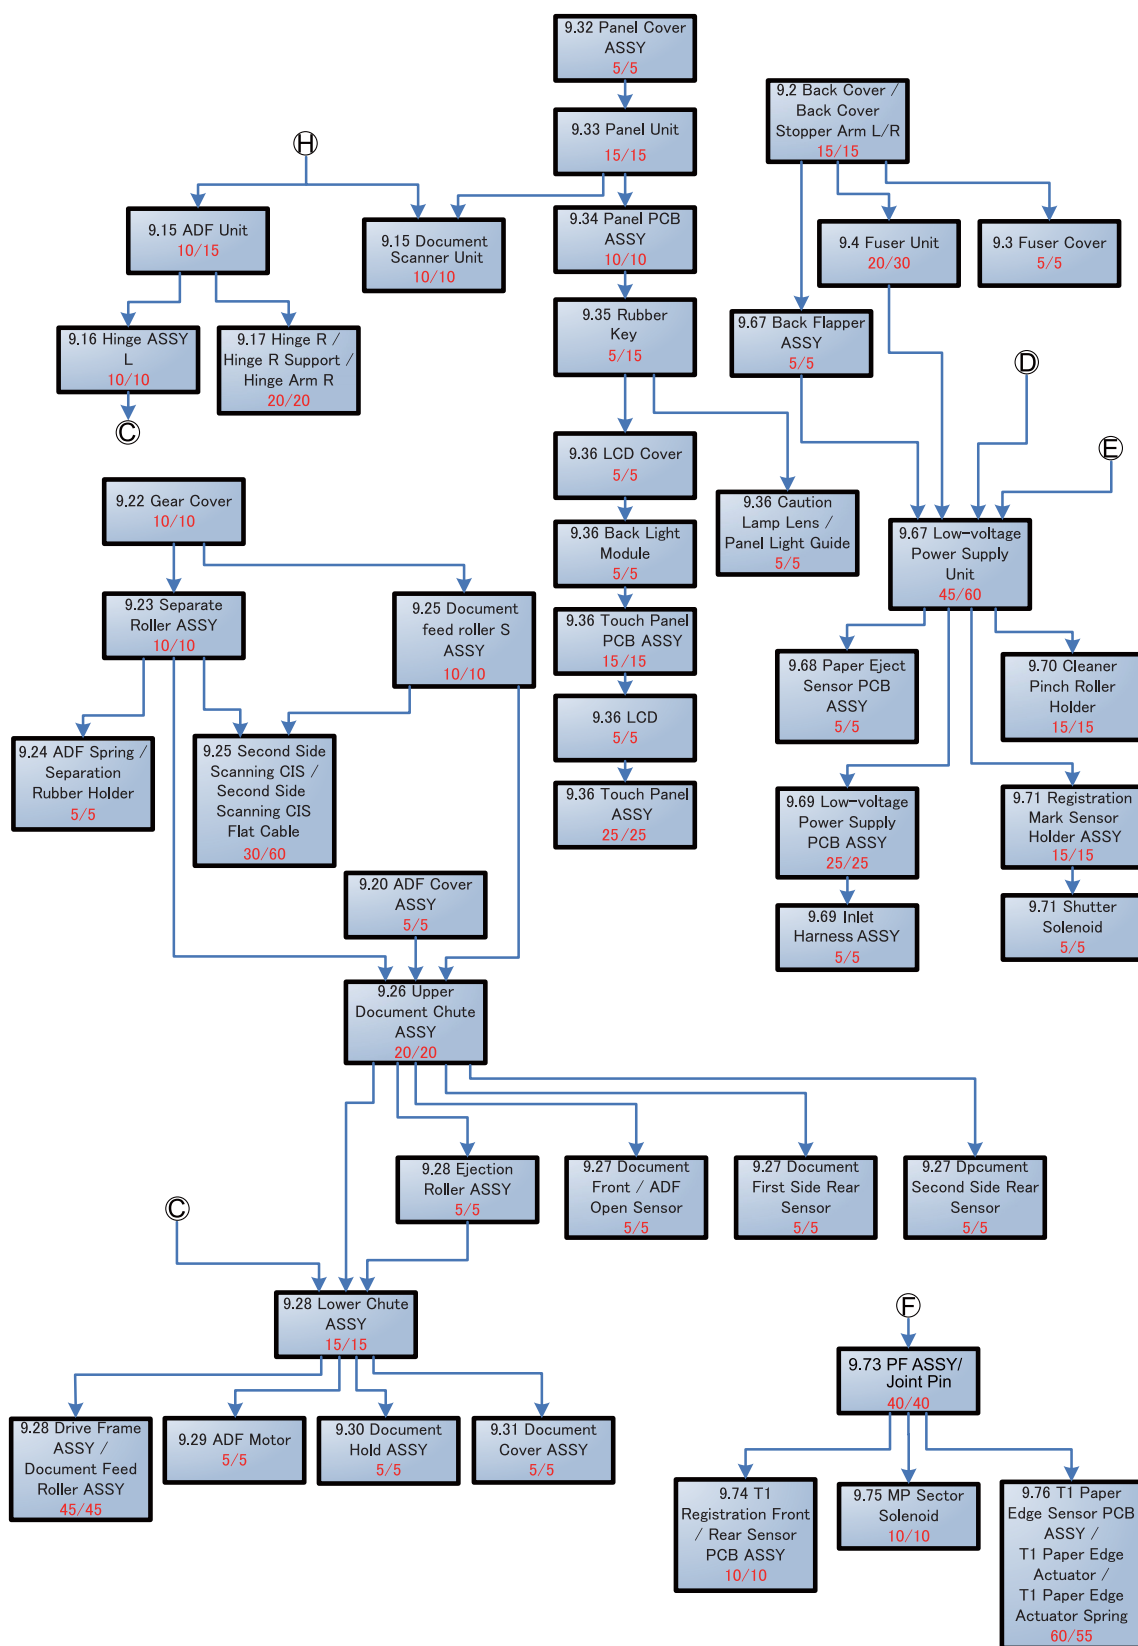 9.32 Panel Cover
ASSY
5/5
9.33 Panel Unit
15/15
9.2 Back Cover /
Back Cover
Stopper Arm L/R
15/15
H
9.15 ADF Unit
10/15
9.15 Document
Scanner Unit
10/10
9.34 Panel PCB
ASSY
10/10
9.4 Fuser Unit
20/30
9.3 Fuser Cover
5/5
9.16 Hinge ASSY
L
10/10
9.17 Hinge R /
Hinge R Support /
Hinge Arm R
20/20
9.35 Rubber
Key
5/15
9.67 Back Flapper
ASSY
5/5
D
C
E
9.36 LCD Cover
5/5
9.22 Gear Cover
10/10
9.36 Caution
Lamp Lens /
Panel Light Guide
5/5
9.36 Back Light
Module
5/5
9.67 Low-voltage
Power Supply
Unit
45/60
9.23 Separate
Roller ASSY
10/10
9.25 Document
feed roller S
ASSY
10/10
9.36 Touch Panel
PCB ASSY
15/15
9.68 Paper Eject
Sensor PCB
ASSY
5/5
9.70 Cleaner
Pinch Roller
Holder
15/15
9.36 LCD
5/5
9.24 ADF Spring /
Separation
Rubber Holder
5/5
9.25 Second Side
Scanning CIS /
Second Side
Scanning CIS
Flat Cable
30/60
9.36 Touch Panel
ASSY
25/25
9.69 Low-voltage
Power Supply
PCB ASSY
25/25
9.71 Registration
Mark Sensor
Holder ASSY
15/15
9.20 ADF Cover
ASSY
5/5
9.69 Inlet
Harness ASSY
5/5
9.71 Shutter
Solenoid
5/5
9.26 Upper
Document Chute
ASSY
20/20
9.28 Ejection
Roller ASSY
5/5
9.27 Document
Front / ADF
Open Sensor
5/5
9.27 Document
First Side Rear
Sensor
5/5
9.27 Dpcument
Second Side Rear
Sensor
5/5
C
9.28 Lower Chute
ASSY
15/15
F
9.73 PF ASSY/
Joint Pin
40/40
9.28 Drive Frame
ASSY /
Document Feed
Roller ASSY
45/45
9.29 ADF Motor
5/5
9.30 Document
Hold ASSY
5/5
9.31 Document
Cover ASSY
5/5
9.74 T1
Registration Front
/ Rear Sensor
PCB ASSY
10/10
9.75 MP Sector
Solenoid
10/10
9.76 T1 Paper
Edge Sensor PCB
ASSY /
T1 Paper Edge
Actuator /
T1 Paper Edge
Actuator Spring
60/55